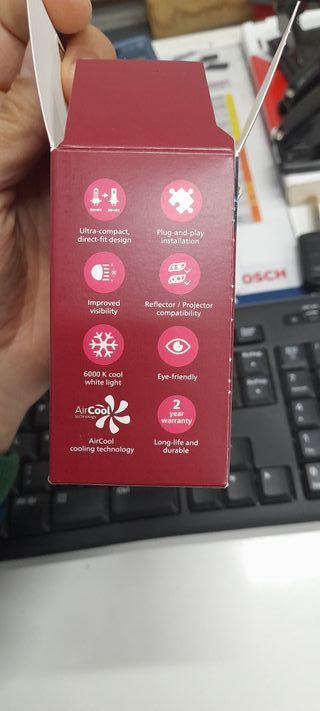 Ultra-compact,
direct-fit design
Plug-and-play
installation
Improved
visibility
Reflector / Projector
compatibility
6000 K cool
white light
Eye-friendly
AirCool
technology
AirCool
cooling technology
2
year
warranty
Long-life and
durable
OSCH